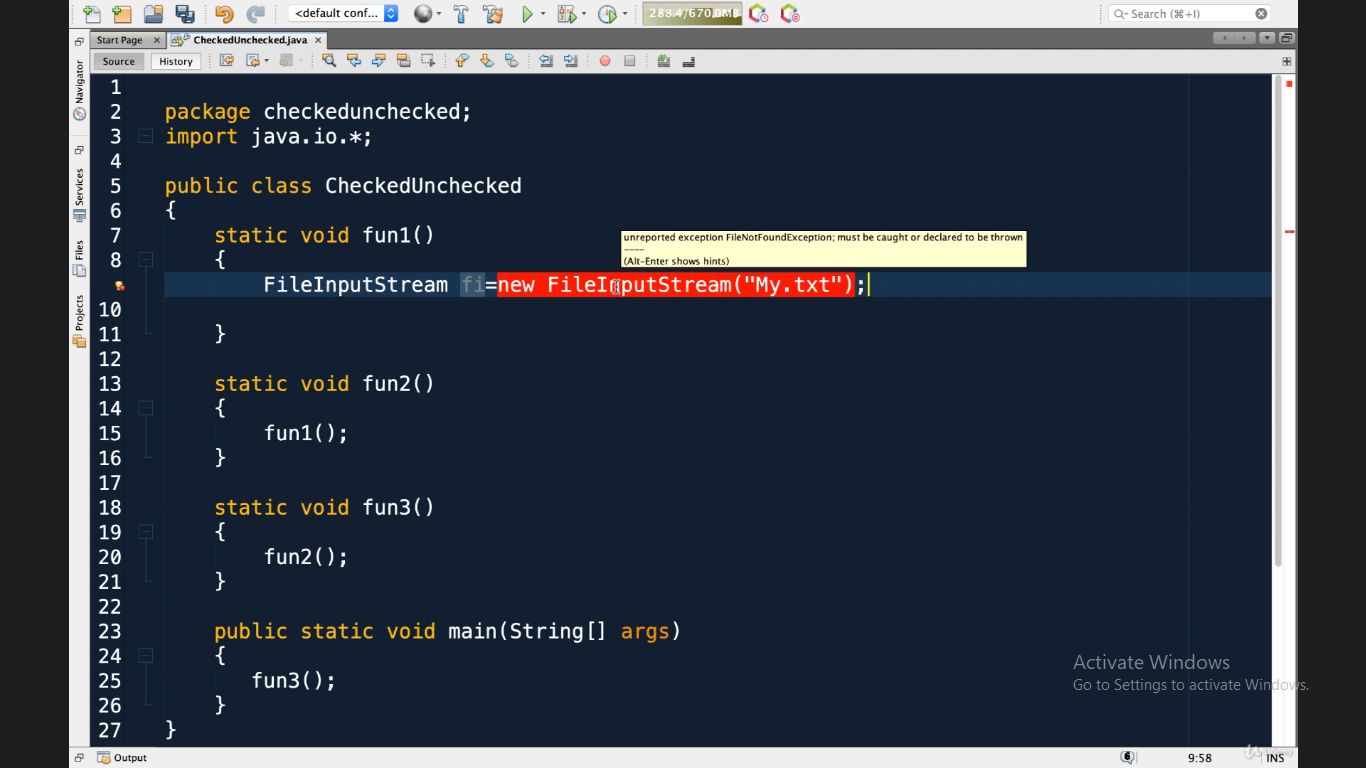 <default conf...
288.4/670.0MB
Search (⌘+I)
Start Page
CheckedUnchecked.java
Source
History
Navigator
Services
Files
Projects
1
2 package checkedunchecked;
3 import java.io.*;
4
5 public class CheckedUnchecked
6 {
7 static void fun1()
unreported exception FileNotFoundException; must be caught or declared to be thrown
----
(Alt-Enter shows hints)
8 {
FileInputStream fi=new FileInputStream("My.txt");
10
11 }
12
13 static void fun2()
14 {
15 fun1();
16 }
17
18 static void fun3()
19 {
20 fun2();
21 }
22
23 public static void main(String[] args)
24 {
25 fun3();
26 }
27 }
Activate Windows
Go to Settings to activate Windows.
Output
6
9:58
INS